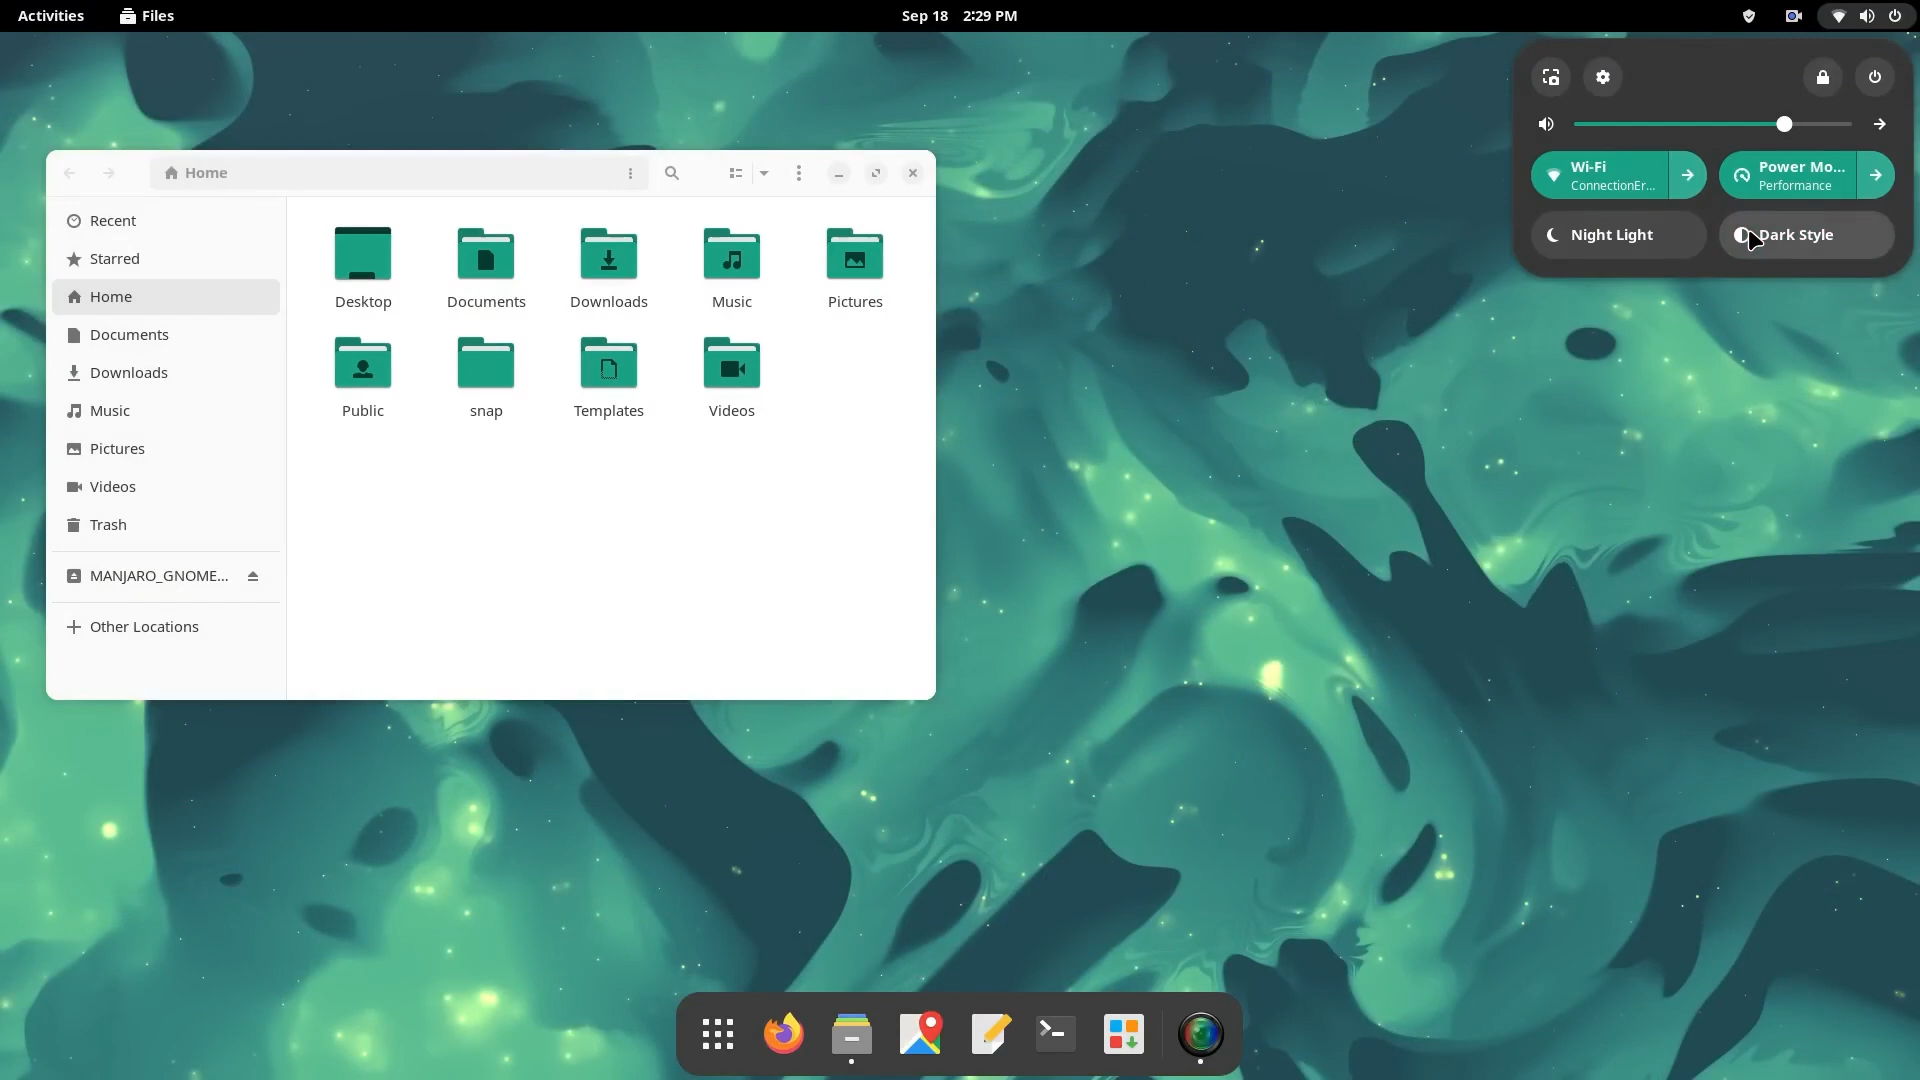 Activities
Files
Sep 18 2:29 PM
Home
Recent
Starred
Home
Documents
Downloads
Music
Pictures
Videos
Trash
MANJARO_GNOME...
Other Locations
Desktop
Documents
Downloads
Music
Pictures
Public
snap
Templates
Videos
Wi-Fi
ConnectionEr...
Power Mo...
Performance
Night Light
Dark Style